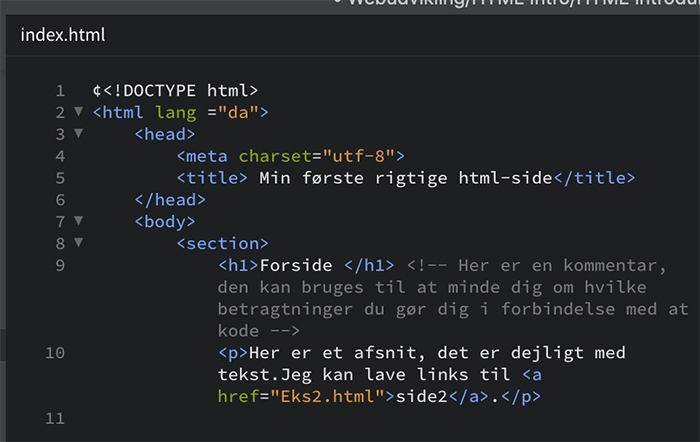 • Webudvikling/HTML Intro/HTML Introdu
index.html
1 ¢<!DOCTYPE html>
2 ▼ <html lang ="da">
3 ▼ <head>
4 <meta charset="utf-8">
5 <title> Min første rigtige html-side</title>
6 </head>
7 ▼ <body>
8 ▼ <section>
9 <h1>Forside </h1> <!-- Her er en kommentar,
den kan bruges til at minde dig om hvilke
betragtninger du gør dig i forbindelse med at
kode -->
10 <p>Her er et afsnit, det er dejligt med
tekst.Jeg kan lave links til <a
href="Eks2.html">side2</a>.</p>
11